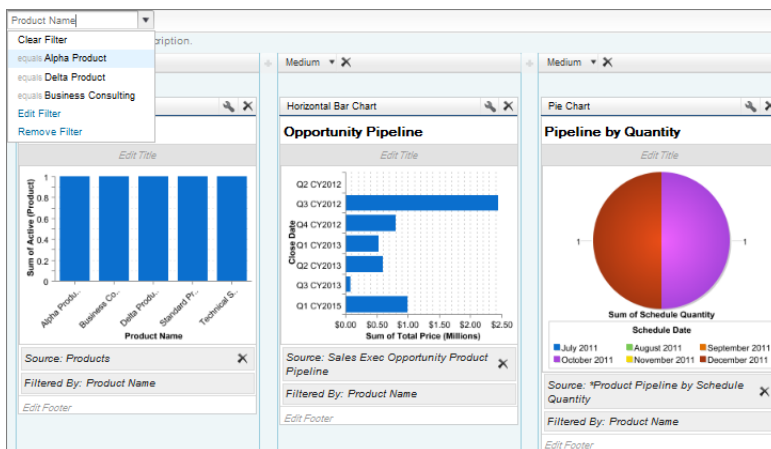 Product Name
Clear Filter
equals Alpha Product
equals Delta Product
equals Business Consulting
Edit Filter
Remove Filter
cription.
Edit Title
Sum of Active (Product)
1
0.8
0.6
0.4
0.2
0
Alpha Produ..
Business Co..
Delta Produ..
Standard Pr..
Technical S..
Product Name
Source: Products
Filtered By: Product Name
Edit Footer
Medium
Horizontal Bar Chart
Opportunity Pipeline
Edit Title
Close Date
Q2 CY2012
Q3 CY2012
Q4 CY2012
Q1 CY2013
Q2 CY2013
Q3 CY2013
Q1 CY2015
$0.00 $0.50 $1.00 $1.50 $2.00 $2.50
Sum of Total Price (Millions)
Source: Sales Exec Opportunity Product
Pipeline
Filtered By: Product Name
Edit Footer
Medium
Pie Chart
Pipeline by Quantity
Edit Title
1
1
Sum of Schedule Quantity
Schedule Date
July 2011 August 2011 September 2011
October 2011 November 2011 December 2011
Source: *Product Pipeline by Schedule
Quantity
Filtered By: Product Name
Edit Footer